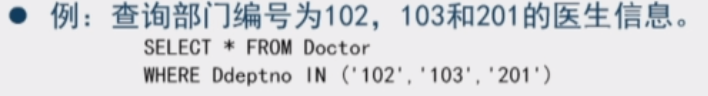 ● 例：查询部门编号为102，103和201的医生信息。
SELECT * FROM Doctor
WHERE Ddeptno IN ('102','103','201')